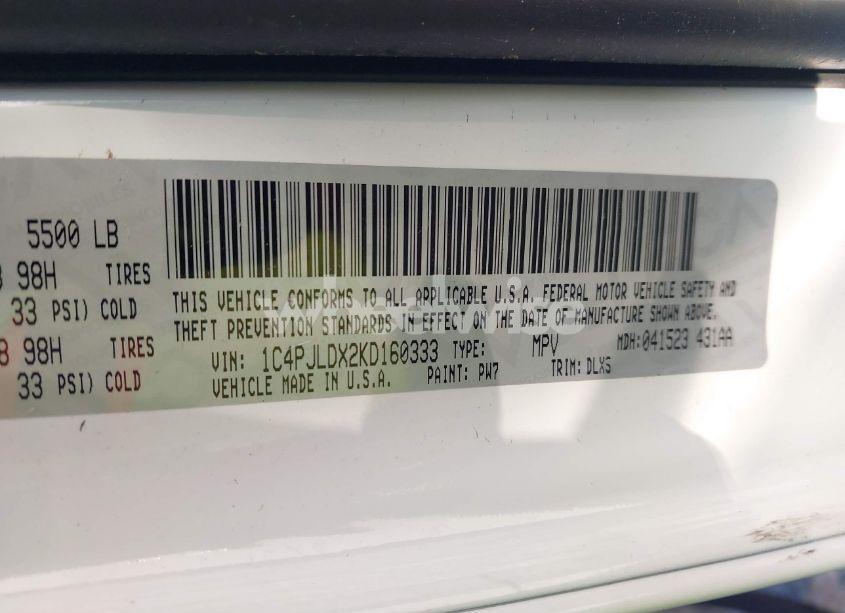 5500 LB
98H TIRES
33 PSI) COLD
98H TIRES
33 PSI) COLD
THIS VEHICLE CONFORMS TO ALL APPLICABLE U.S.A. FEDERAL MOTOR VEHICLE SAFETY AND
THEFT PREVENTION STANDARDS IN EFFECT ON THE DATE OF MANUFACTURE SHOWN ABOVE.
VIN: 1C4PJLDX2KD160333 TYPE: MPV MDH:041523 431AA
VEHICLE MADE IN U.S.A. PAINT: PW7 TRIM: DLX5